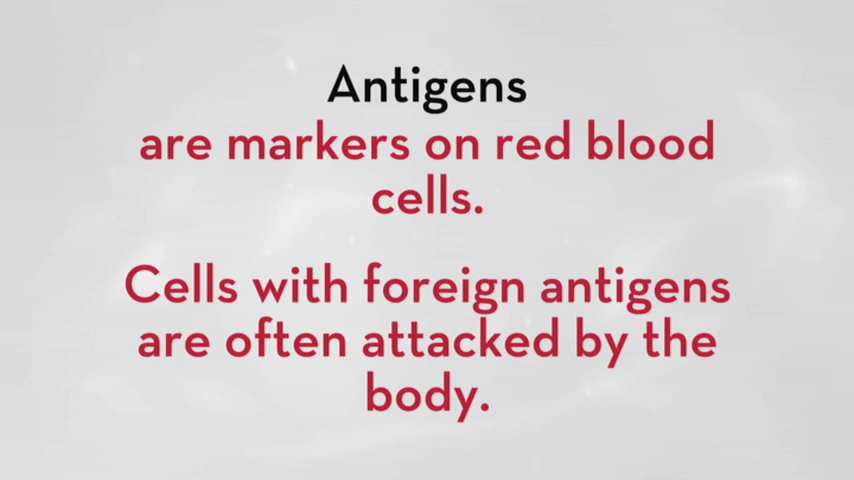 Antigens
are markers on red blood
cells.
Cells with foreign antigens
are often attacked by the
body.